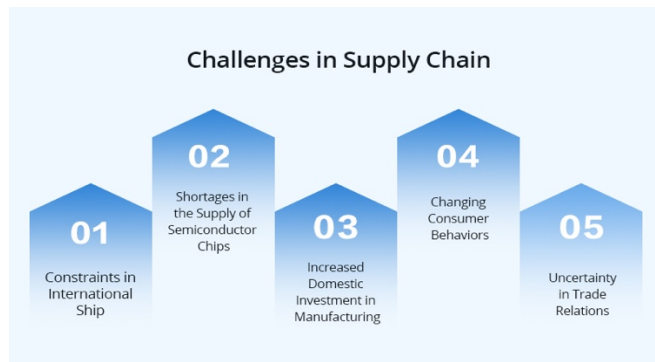 Challenges in Supply Chain
01
Constraints in
International
Ship
02
Shortages in
the Supply of
Semiconductor
Chips
03
Increased
Domestic
Investment in
Manufacturing
04
Changing
Consumer
Behaviors
05
Uncertainty
in Trade
Relations